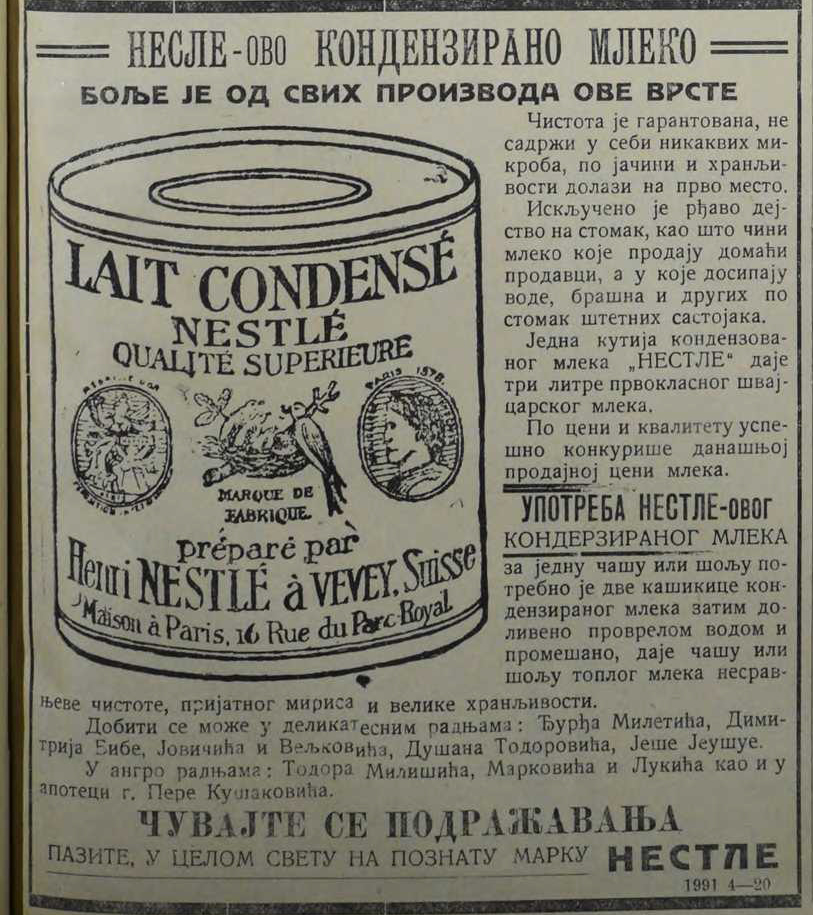 НЕСЛЕ-ОВО КОНДЕНЗИРАНО МЛЕКО
БОЉЕ ЈЕ ОД СВИХ ПРОИЗВОДА ОВЕ ВРСТЕ
LAIT CONDENSÉ
NESTLÉ
QUALITÉ SUPERIEURE
PARIS 1878
MARQUE DE
FABRIQUE
préparé par
Henri NESTLÉ à VEVEY, Suisse
Maison à Paris, 16 Rue du Parc-Royal
Чистота је гарантована, не
садржи у себи никаквих ми-
кроба, по јачини и хранљи-
вости долази на прво место.
Искључено је рђаво деј-
ство на стомак, као што чини
млеко које продају домаћи
продавци, а у које досипају
воде, брашна и других по
стомак штетних састојака.
Једна кутија кондензова-
ног млека „НЕСТЛЕ“ даје
три литре првокласног швај-
царског млека.
По цени и квалитету успе-
шно конкурише данашњој
продајној цени млека.
УПОТРЕБА НЕСТЛЕ-ОВОГ
КОНДЕРЗИРАНОГ МЛЕКА
за једну чашу или шољу по-
требно је две кашикице кон-
дензираног млека затим до-
ливено проврелом водом и
промешано, даје чашу или
шољу топлог млека несрав-
њеве чистоте, пријатног мириса и велике хранљивости.
Добити се може у деликатесним радњама: Ђурђа Милетића, Дими-
трија Бибе, Јовичића и Вељковића, Душана Тодоровића, Јеше Јеушуе.
У ангро радњама: Тодора Милишића, Марковића и Лукића као и у
апотеци г. Пере Кушаковића.
ЧУВАЈТЕ СЕ ПОДРАЖАВАЊА
ПАЗИТЕ, У ЦЕЛОМ СВЕТУ НА ПОЗНАТУ МАРКУ НЕСТЛЕ
1991 4—20